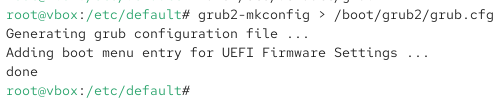 root@vbox:/etc/default# grub2-mkconfig > /boot/grub2/grub.cfg
Generating grub configuration file ...
Adding boot menu entry for UEFI Firmware Settings ...
done
root@vbox:/etc/default#